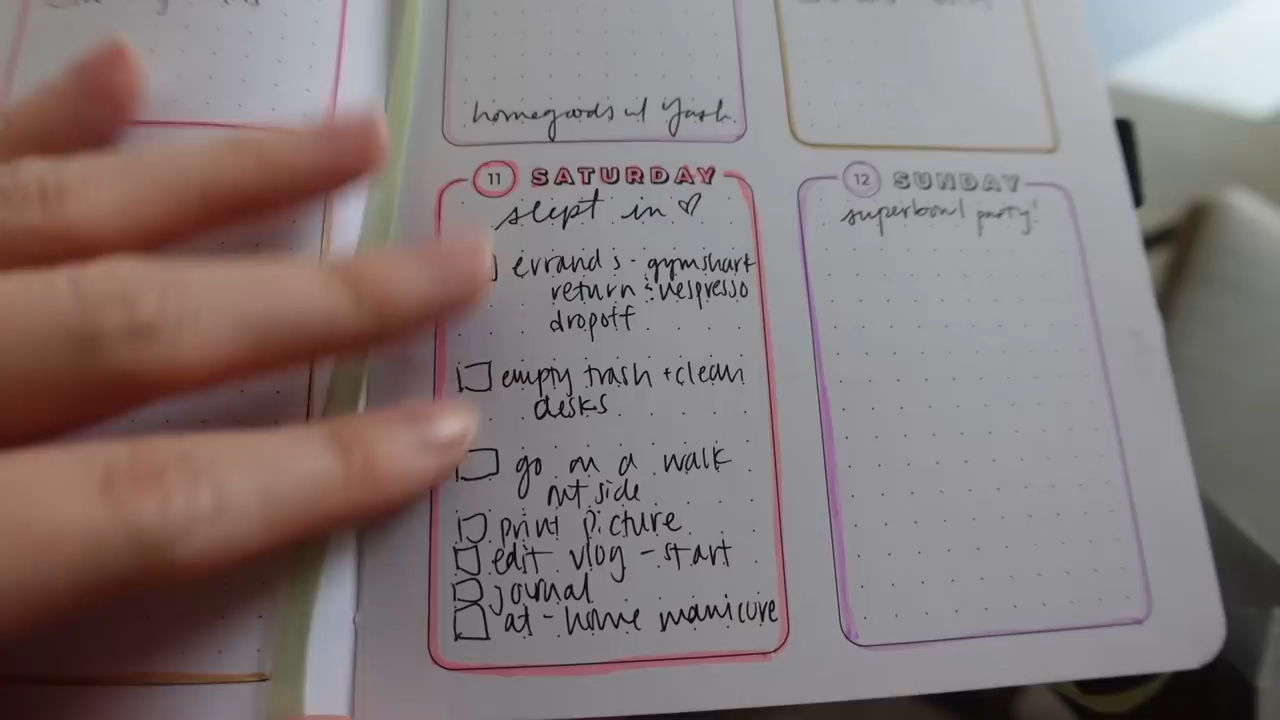 homegoods w/ Yash
11 SATURDAY
slept in ♡
errands - gymshark
return & nespresso
dropoff
empty trash + clean
desks
go on a walk
outside
print picture
edit vlog - start
journal
at-home manicure
12 SUNDAY
superbowl party!